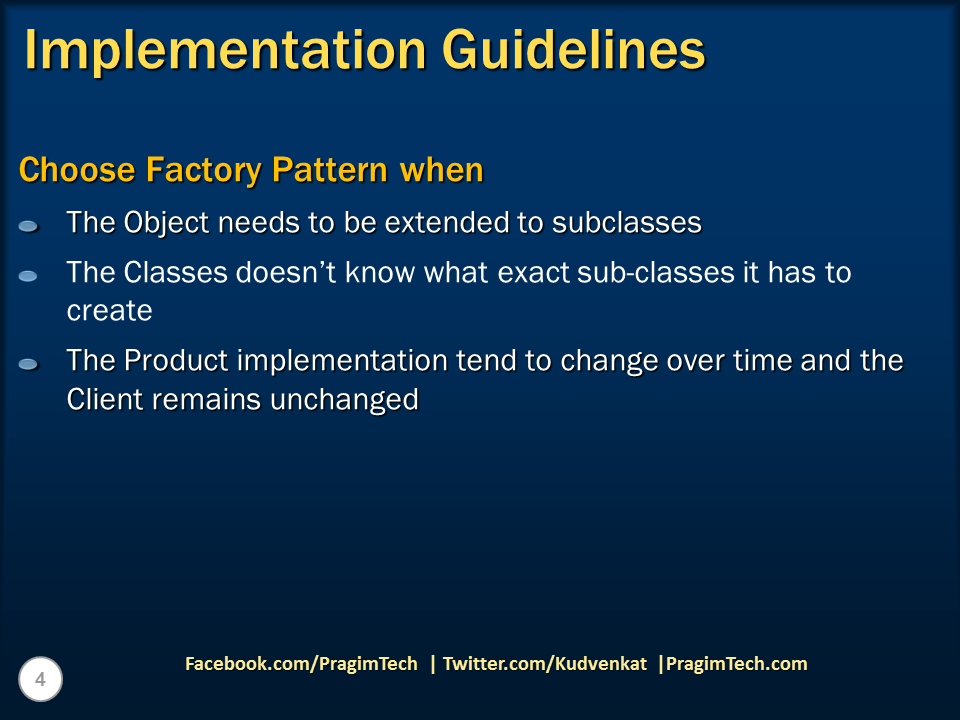 Implementation Guidelines
Choose Factory Pattern when
The Object needs to be extended to subclasses
The Classes doesn’t know what exact sub-classes it has to
create
The Product implementation tend to change over time and the
Client remains unchanged
Facebook.com/PragimTech | Twitter.com/Kudvenkat |PragimTech.com
4